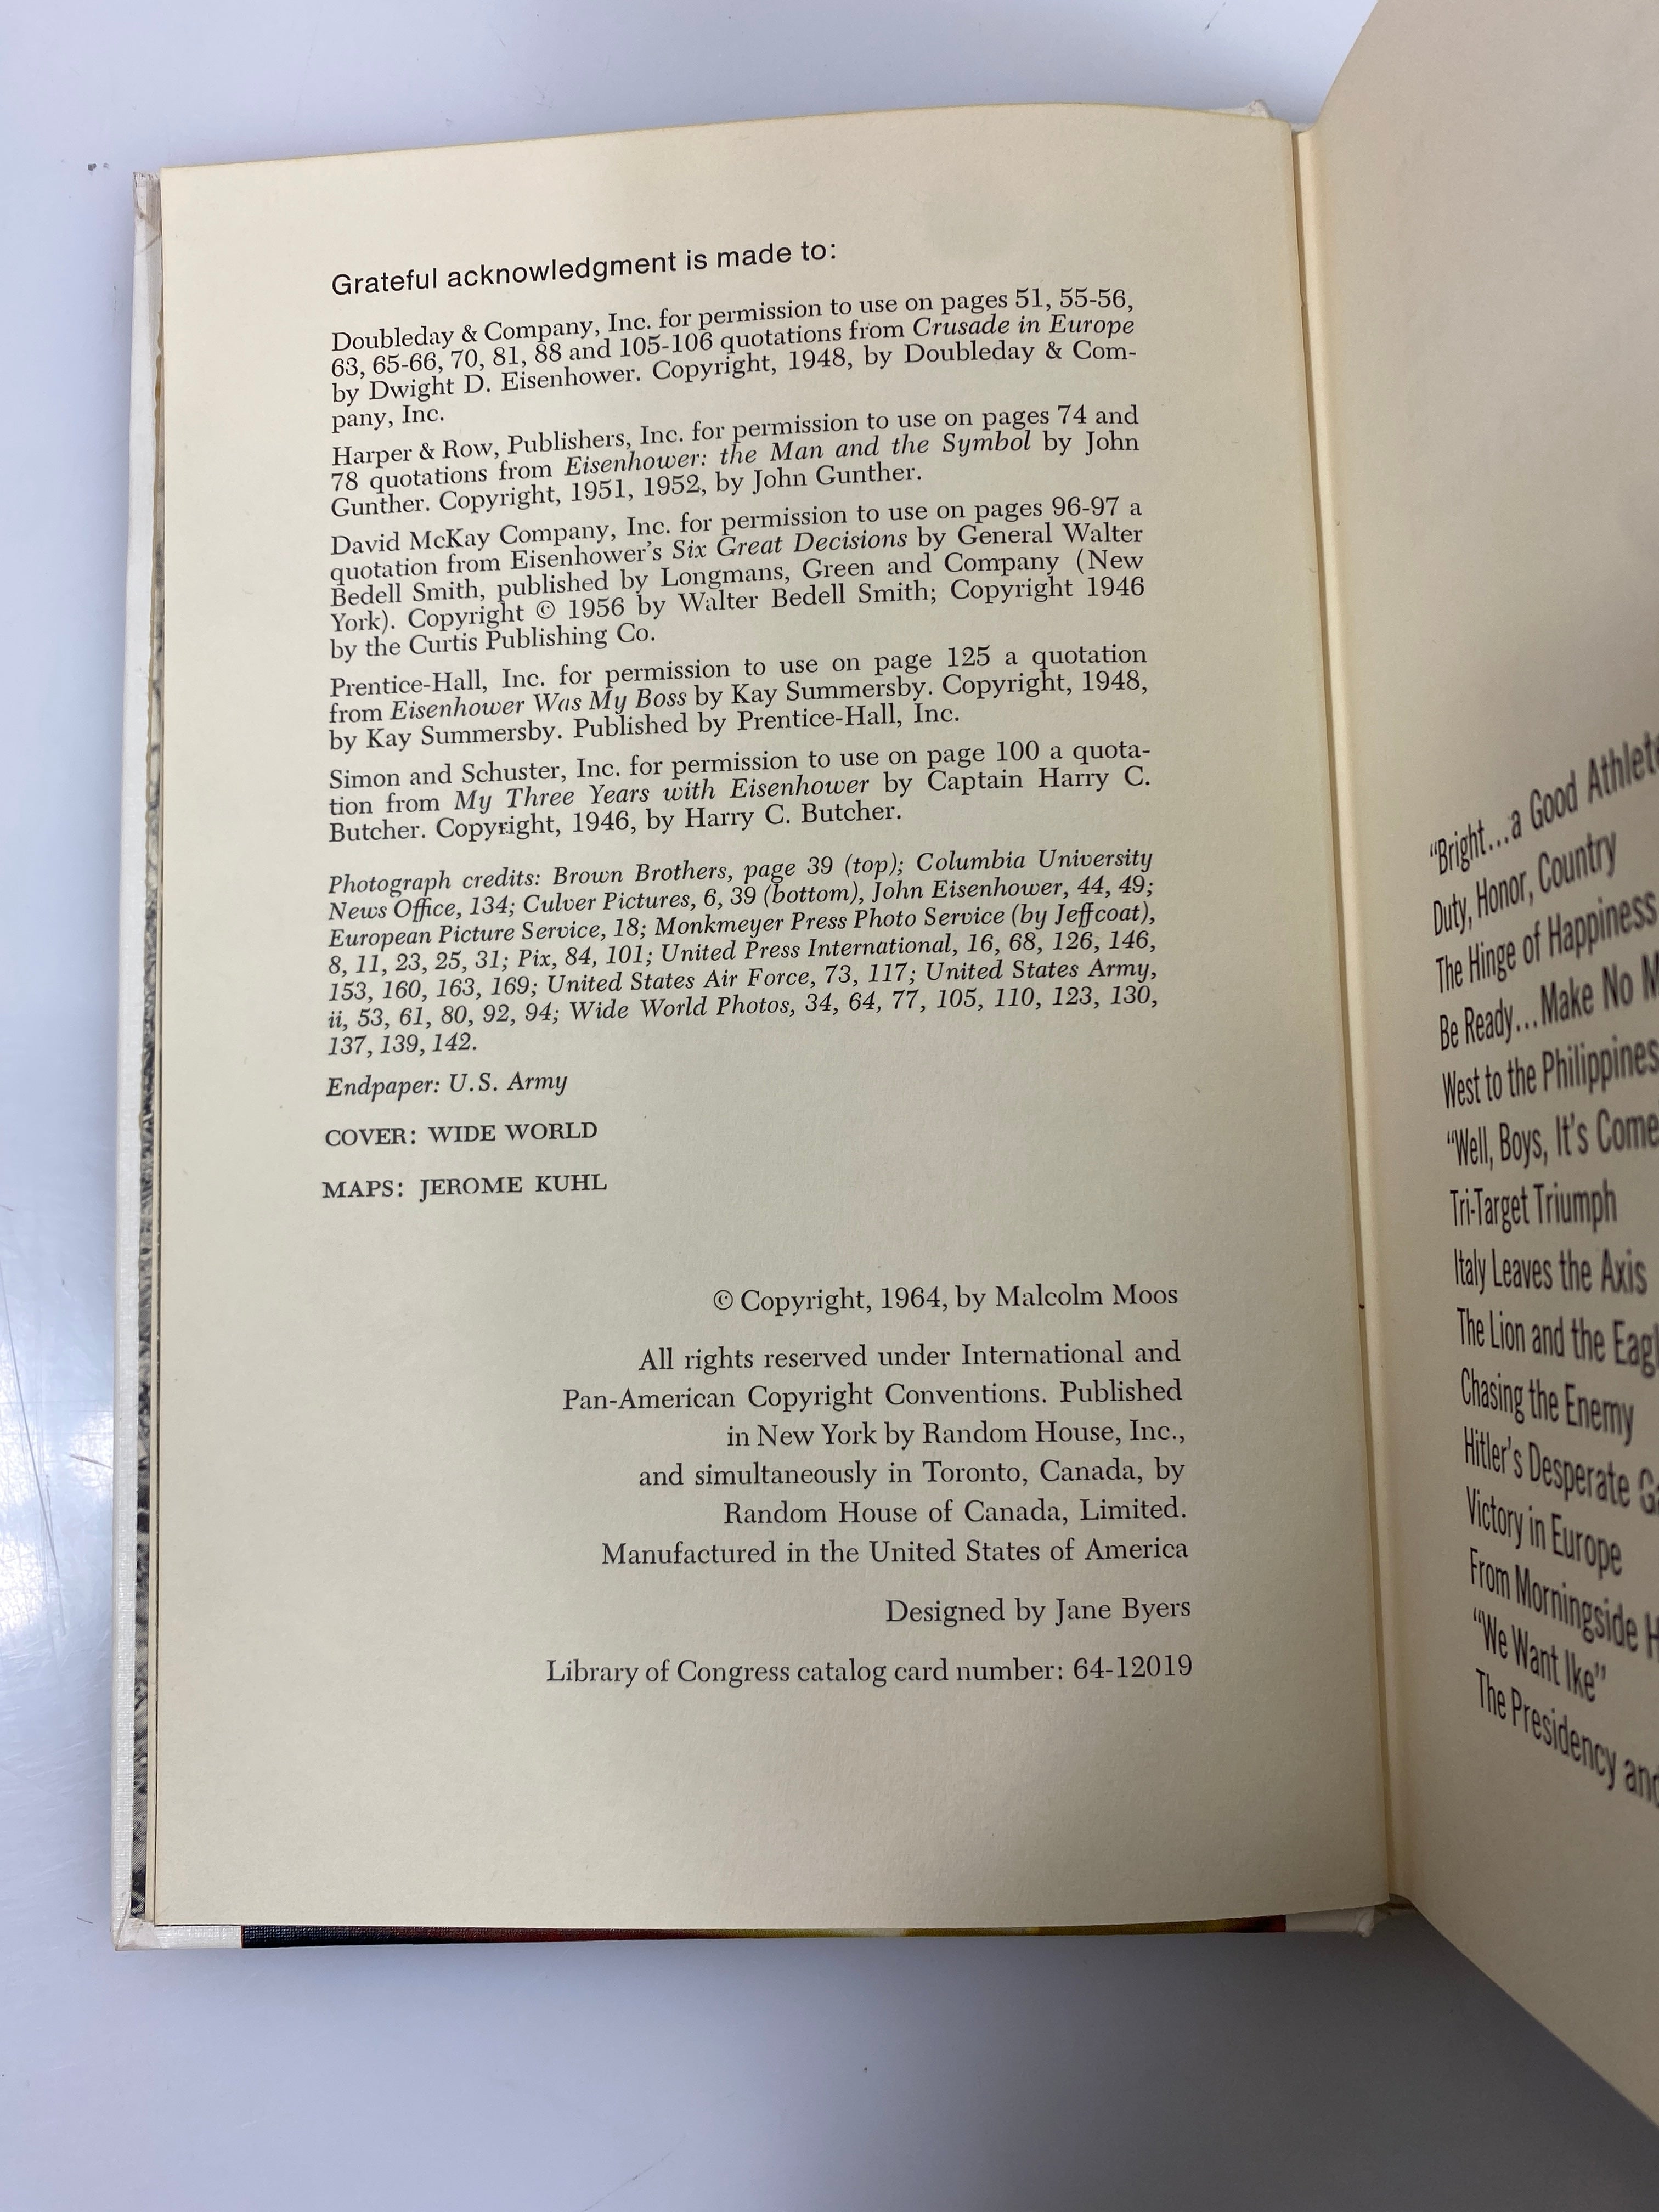 Grateful acknowledgment is made to:
Doubleday & Company, Inc. for permission to use on pages 51, 55-56,
63, 65-66, 70, 81, 88 and 105-106 quotations from Crusade in Europe
by Dwight D. Eisenhower. Copyright, 1948, by Doubleday & Com-
pany, Inc.
Harper & Row, Publishers, Inc. for permission to use on pages 74 and
78 quotations from Eisenhower: the Man and the Symbol by John
Gunther. Copyright, 1951, 1952, by John Gunther.
David McKay Company, Inc. for permission to use on pages 96-97 a
quotation from Eisenhower's Six Great Decisions by General Walter
Bedell Smith, published by Longmans, Green and Company (New
York). Copyright © 1956 by Walter Bedell Smith; Copyright 1946
by the Curtis Publishing Co.
Prentice-Hall, Inc. for permission to use on page 125 a quotation
from Eisenhower Was My Boss by Kay Summersby. Copyright, 1948,
by Kay Summersby. Published by Prentice-Hall, Inc.
Simon and Schuster, Inc. for permission to use on page 100 a quota-
tion from My Three Years with Eisenhower by Captain Harry C.
Butcher. Copyright, 1946, by Harry C. Butcher.
Photograph credits: Brown Brothers, page 39 (top); Columbia University
News Office, 134; Culver Pictures, 6, 39 (bottom), John Eisenhower, 44, 49;
European Picture Service, 18; Monkmeyer Press Photo Service (by Jeffcoat),
8, 11, 23, 25, 31; Pix, 84, 101; United Press International, 16, 68, 126, 146,
153, 160, 163, 169; United States Air Force, 73, 117; United States Army,
ii, 53, 61, 80, 92, 94; Wide World Photos, 34, 64, 77, 105, 110, 123, 130,
137, 139, 142.
Endpaper: U.S. Army
COVER: WIDE WORLD
MAPS: JEROME KUHL
© Copyright, 1964, by Malcolm Moos
All rights reserved under International and
Pan-American Copyright Conventions. Published
in New York by Random House, Inc.,
and simultaneously in Toronto, Canada, by
Random House of Canada, Limited.
Manufactured in the United States of America
Designed by Jane Byers
Library of Congress catalog card number: 64-12019
"Bright...a Good Athlete
Duty, Honor, Country
The Hinge of Happiness
Be Ready...Make No
West to the Philippines
"Well, Boys, It's Come
Tri-Target Triumph
Italy Leaves the Axis
The Lion and the
Chasing the Enemy
Hitler's Desperate
Victory in Europe
From Morningside
"We Want Ike"
The Presidency and